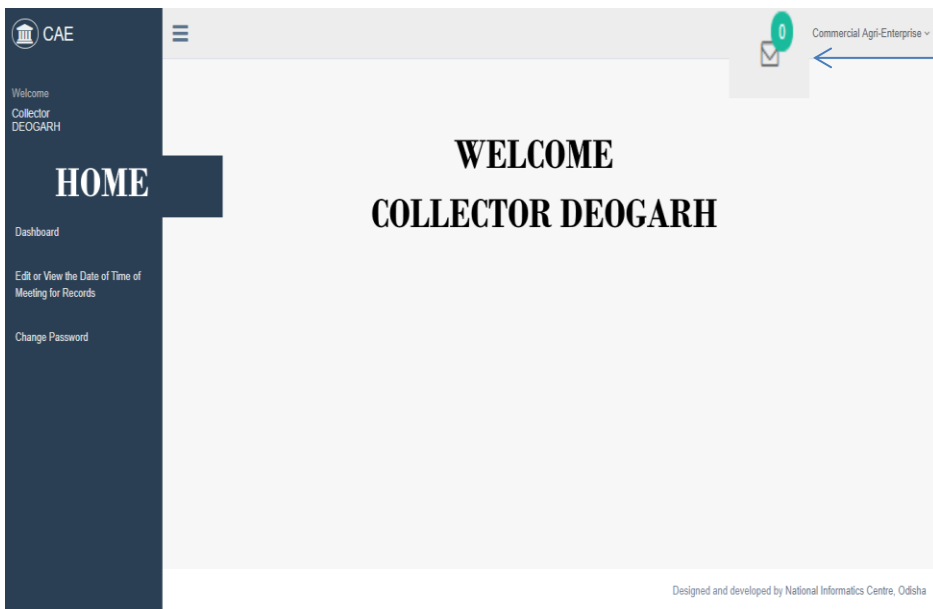 CAE
0
Commercial Agri-Enterprise
Welcome
Collector
DEOGARH
HOME
Dashboard
Edit or View the Date of Time of
Meeting for Records
Change Password
WELCOME
COLLECTOR DEOGARH
Designed and developed by National Informatics Centre, Odisha